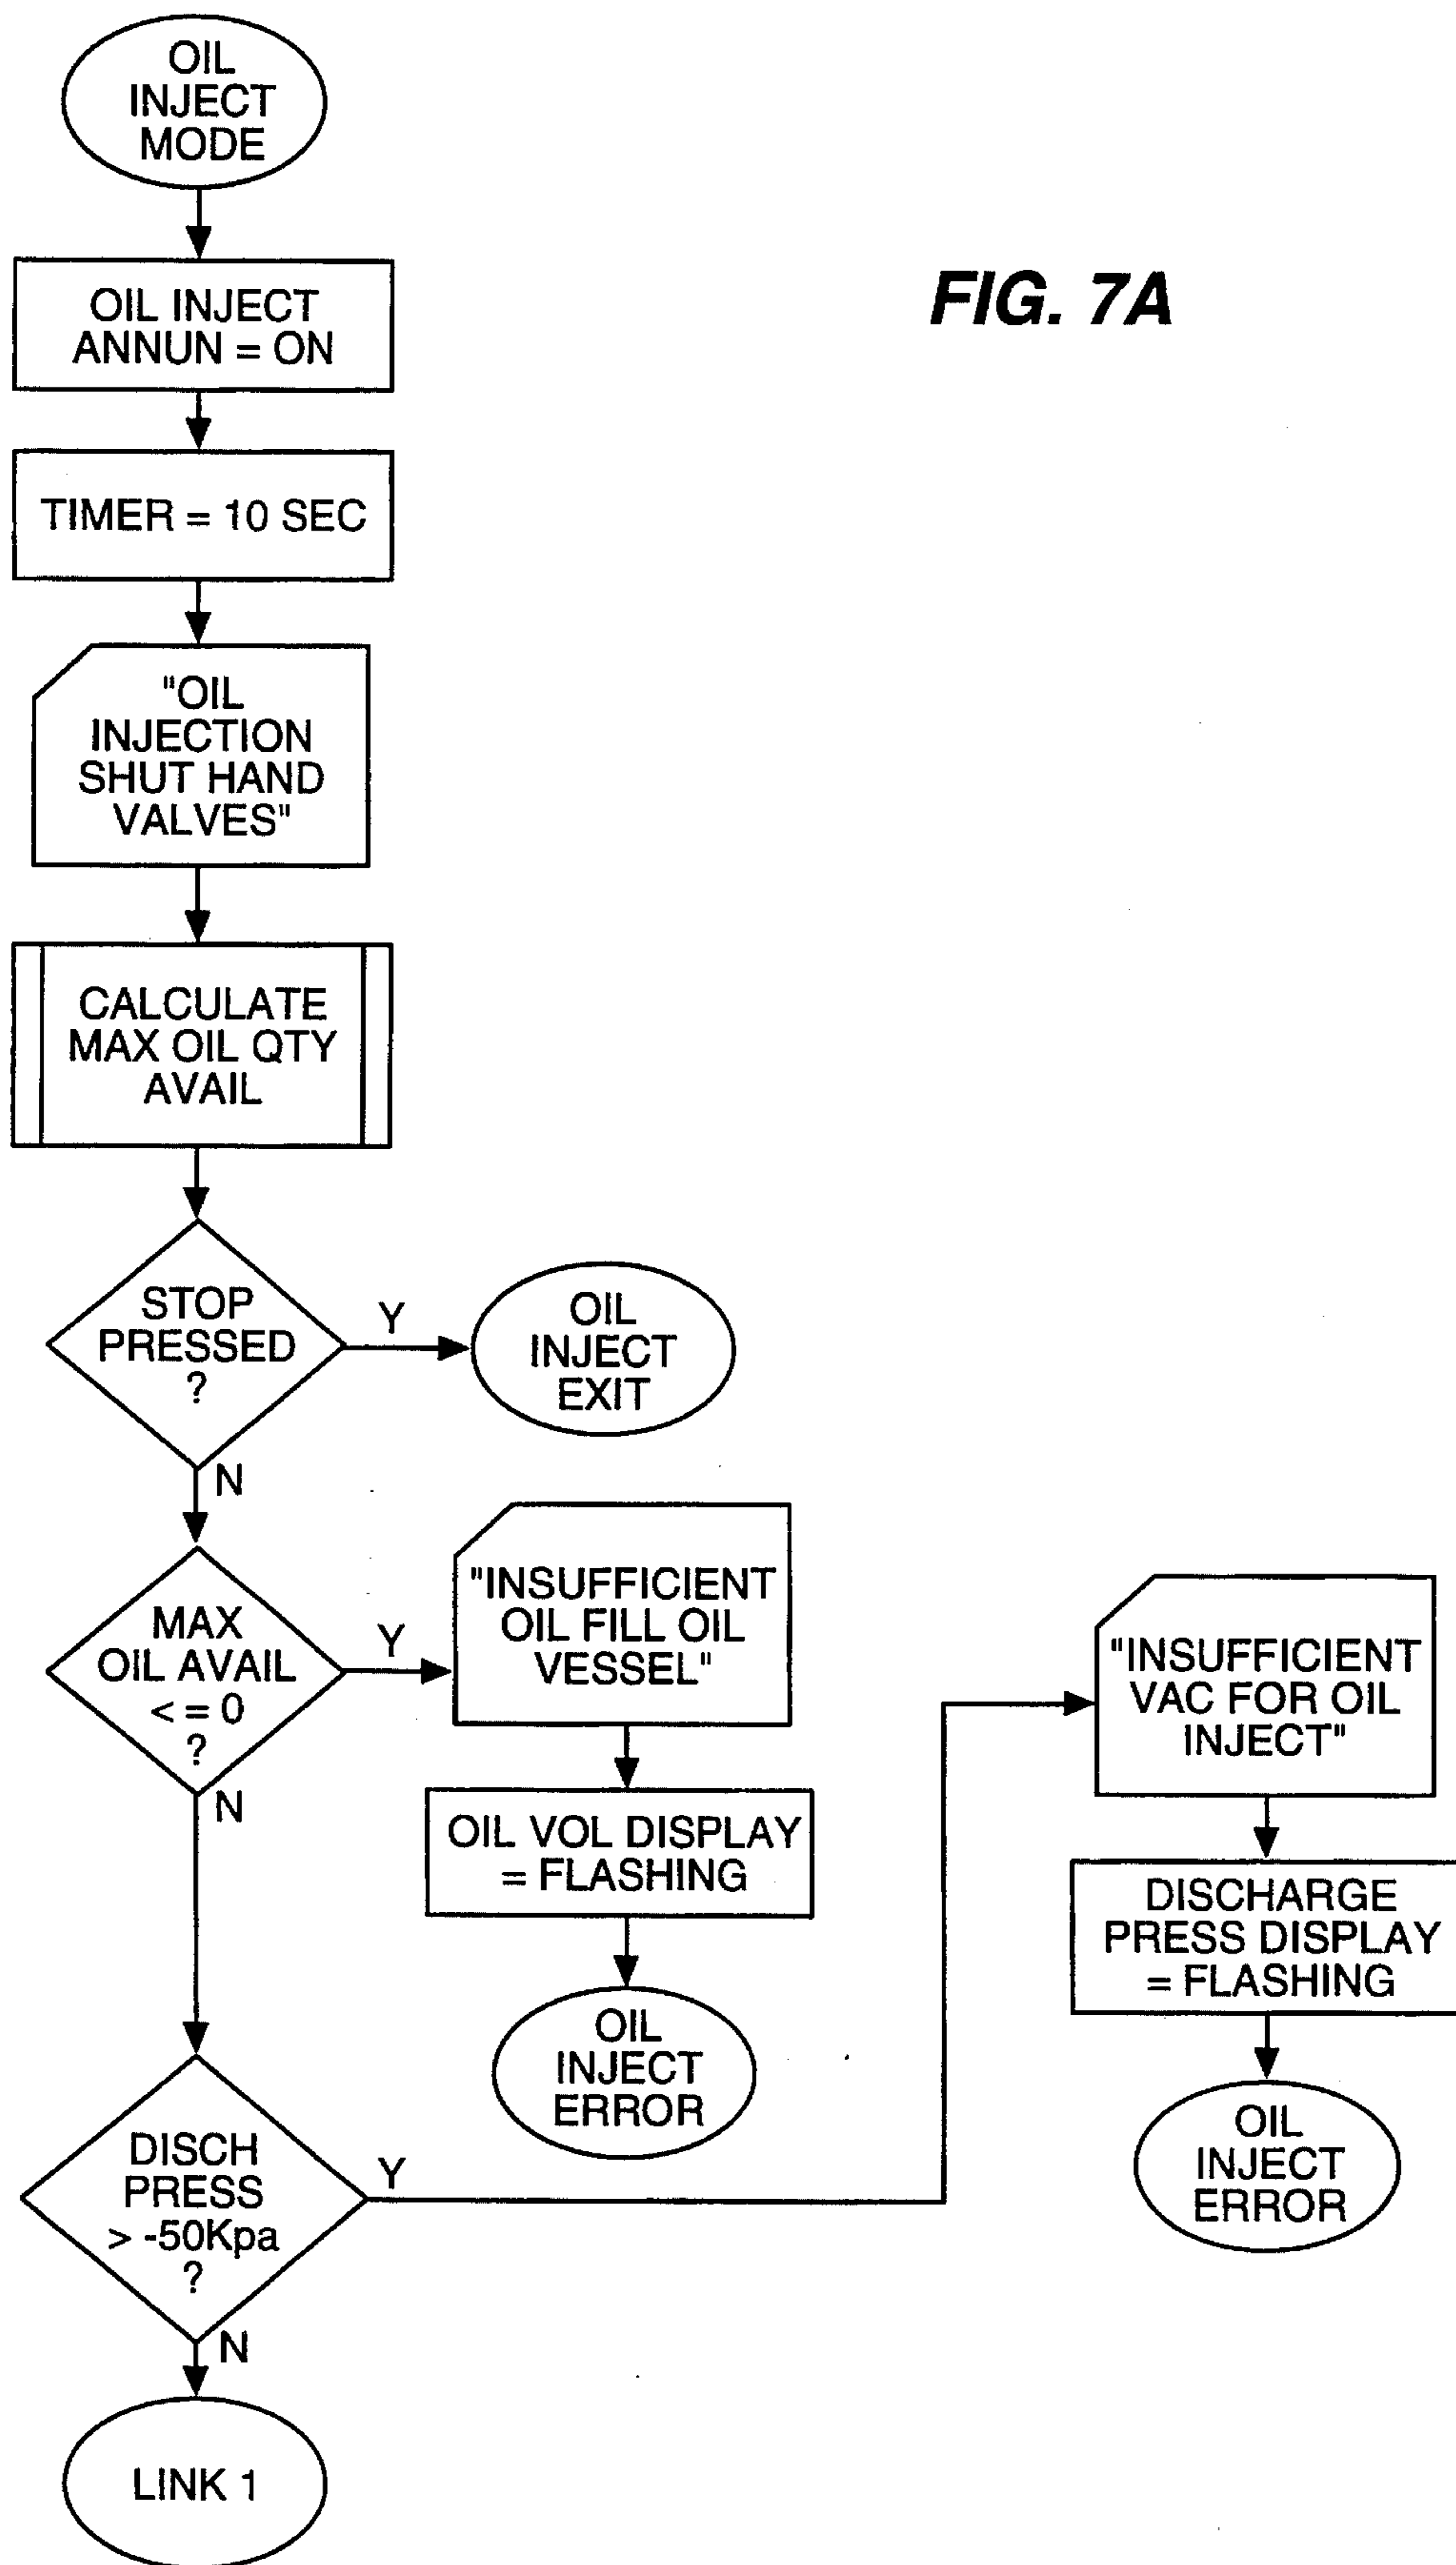 OIL
INJECT
MODE
FIG. 7A
OIL INJECT
ANNUN = ON
TIMER = 10 SEC
"OIL
INJECTION
SHUT HAND
VALVES"
CALCULATE
MAX OIL QTY
AVAIL
STOP
PRESSED
?
Y
OIL
INJECT
EXIT
N
MAX
OIL AVAIL
< = 0
?
Y
"INSUFFICIENT
OIL FILL OIL
VESSEL"
N
OIL VOL DISPLAY
= FLASHING
OIL
INJECT
ERROR
DISCH
PRESS
> -50Kpa
?
Y
"INSUFFICIENT
VAC FOR OIL
INJECT"
DISCHARGE
PRESS DISPLAY
= FLASHING
OIL
INJECT
ERROR
N
LINK 1